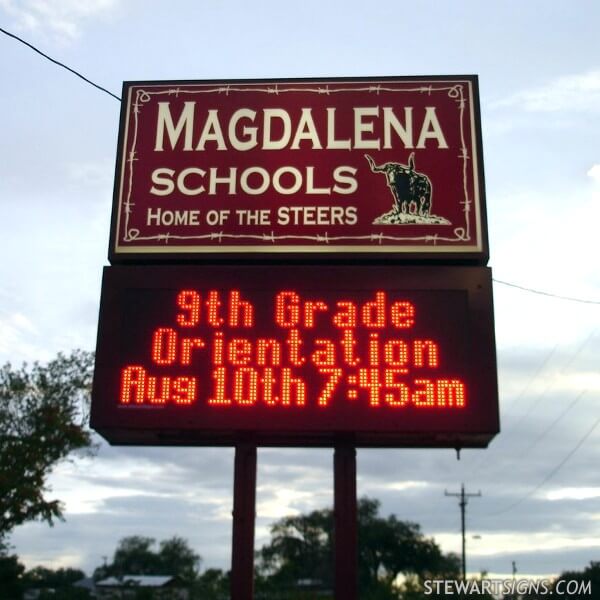 MAGDALENA
SCHOOLS
HOME OF THE STEERS
9th Grade
Orientation
Aug 10th 7:45am
STEWARTSIGNS.COM